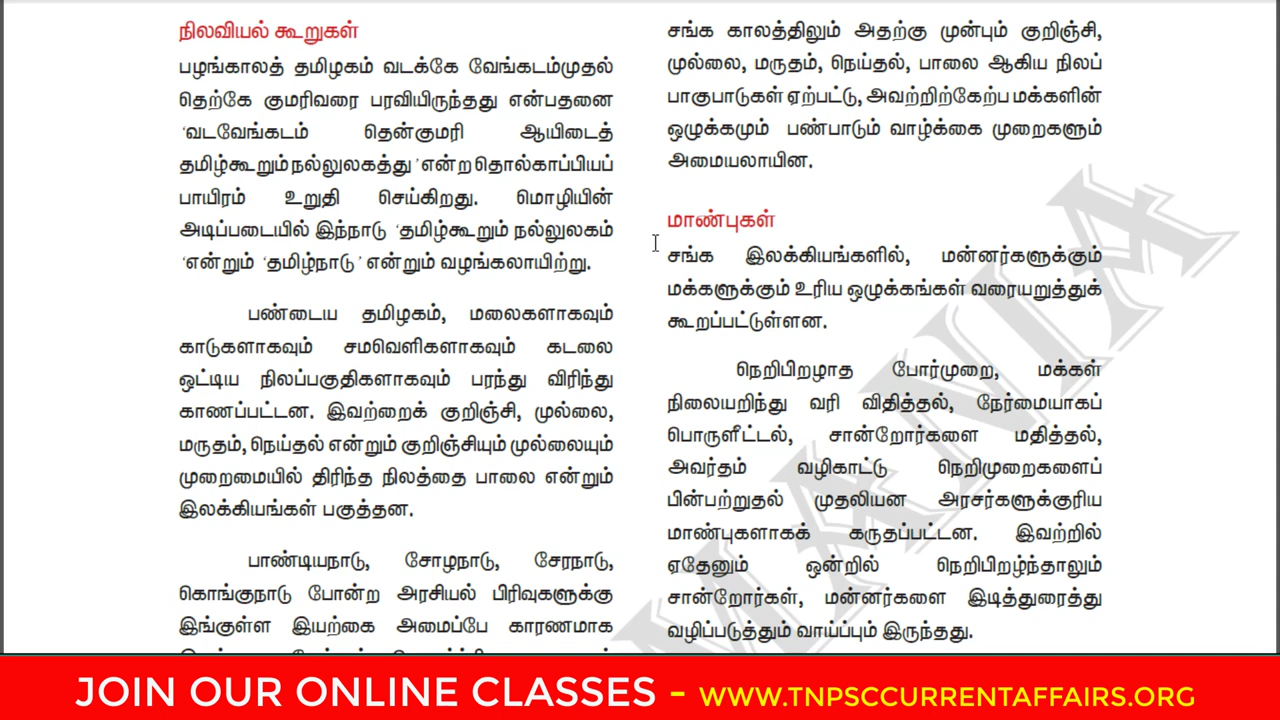 நிலவியல் கூறுகள்
பழங்காலத் தமிழகம் வடக்கே வேங்கடம்முதல்
தெற்கே குமரிவரை பரவியிருந்தது என்பதனை
‘வடவேங்கடம் தென்குமரி ஆயிடைத்
தமிழ்கூறும் நல்லுலகத்து’ என்ற தொல்காப்பியப்
பாயிரம் உறுதி செய்கிறது. மொழியின்
அடிப்படையில் இந்நாடு ‘தமிழ்கூறும் நல்லுலகம்
‘என்றும் ‘தமிழ்நாடு’ என்றும் வழங்கலாயிற்று.
பண்டைய தமிழகம், மலைகளாகவும்
காடுகளாகவும் சமவெளிகளாகவும் கடலை
ஒட்டிய நிலப்பகுதிகளாகவும் பரந்து விரிந்து
காணப்பட்டன. இவற்றைக் குறிஞ்சி, முல்லை,
மருதம், நெய்தல் என்றும் குறிஞ்சியும் முல்லையும்
முறைமையில் திரிந்த நிலத்தை பாலை என்றும்
இலக்கியங்கள் பகுத்தன.
பாண்டியநாடு, சோழநாடு, சேரநாடு,
கொங்குநாடு போன்ற அரசியல் பிரிவுகளுக்கு
இங்குள்ள இயற்கை அமைப்பே காரணமாக
சங்க காலத்திலும் அதற்கு முன்பும் குறிஞ்சி,
முல்லை, மருதம், நெய்தல், பாலை ஆகிய நிலப்
பாகுபாடுகள் ஏற்பட்டு, அவற்றிற்கேற்ப மக்களின்
ஒழுக்கமும் பண்பாடும் வாழ்க்கை முறைகளும்
அமையலாயின.
மாண்புகள்
சங்க இலக்கியங்களில், மன்னர்களுக்கும்
மக்களுக்கும் உரிய ஒழுக்கங்கள் வரையறுத்துக்
கூறப்பட்டுள்ளன.
நெறிபிறழாத போர்முறை, மக்கள்
நிலையறிந்து வரி விதித்தல், நேர்மையாகப்
பொருளீட்டல், சான்றோர்களை மதித்தல்,
அவர்தம் வழிகாட்டு நெறிமுறைகளைப்
பின்பற்றுதல் முதலியன அரசர்களுக்குரிய
மாண்புகளாகக் கருதப்பட்டன. இவற்றில்
ஏதேனும் ஒன்றில் நெறிபிறழ்ந்தாலும்
சான்றோர்கள், மன்னர்களை இடித்துரைத்து
வழிப்படுத்தும் வாய்ப்பும் இருந்தது.
MANIA
JOIN OUR ONLINE CLASSES - WWW.TNPSCCURRENTAFFAIRS.ORG